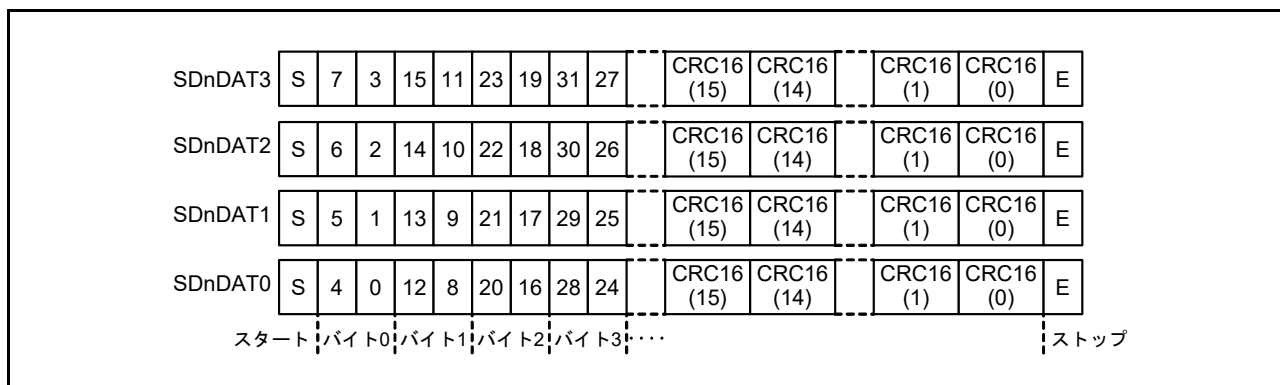 SDnDAT3 S 7 3 15 11 23 19 31 27 CRC16 (15) CRC16 (14) CRC16 (1) CRC16 (0) E
SDnDAT2 S 6 2 14 10 22 18 30 26 CRC16 (15) CRC16 (14) CRC16 (1) CRC16 (0) E
SDnDAT1 S 5 1 13 9 21 17 29 25 CRC16 (15) CRC16 (14) CRC16 (1) CRC16 (0) E
SDnDAT0 S 4 0 12 8 20 16 28 24 CRC16 (15) CRC16 (14) CRC16 (1) CRC16 (0) E
スタート バイト0 バイト1 バイト2 バイト3 ‥‥ ストップ